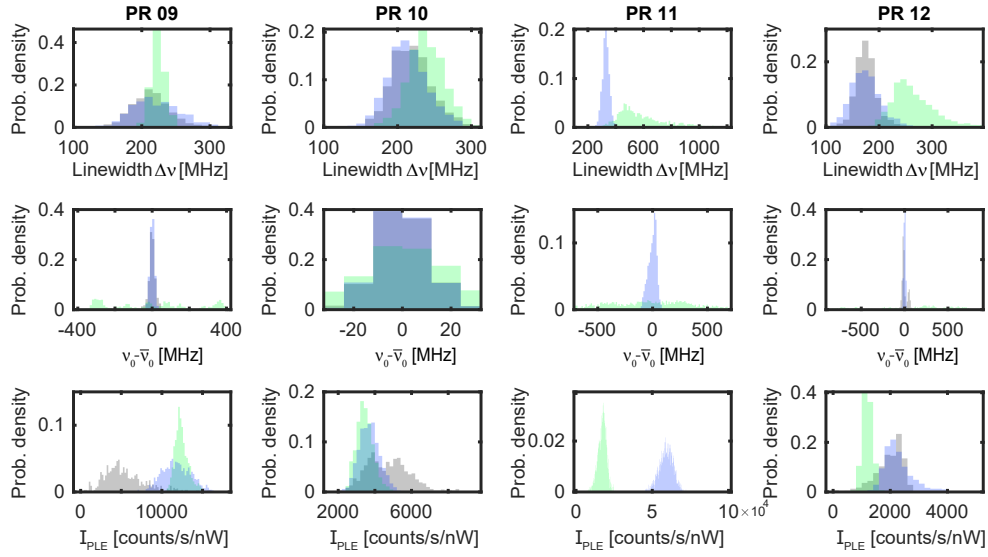 PR 09 PR 10 PR 11 PR 12
Prob. density 0.4 0.2 0 100 200 300 Linewidth Δν [MHz]
Prob. density 0.2 0.1 0 100 200 300 Linewidth Δν [MHz]
Prob. density 0.2 0.1 0 200 600 1000 Linewidth Δν [MHz]
Prob. density 0.2 0 100 200 300 Linewidth Δν [MHz]
Prob. density 0.4 0.2 0 -400 0 400 ν₀-ν̅₀ [MHz]
Prob. density 0.4 0.2 0 -20 0 20 ν₀-ν̅₀ [MHz]
Prob. density 0.1 0 -500 0 500 ν₀-ν̅₀ [MHz]
Prob. density 0.4 0.2 0 -500 0 500 ν₀-ν̅₀ [MHz]
Prob. density 0.1 0 0 10000 I_PLE [counts/s/nW]
Prob. density 0.2 0.1 0 2000 6000 I_PLE [counts/s/nW]
Prob. density 0.02 0 0 5 10 ×10⁴ I_PLE [counts/s/nW]
Prob. density 0.4 0.2 0 0 2000 4000 I_PLE [counts/s/nW]